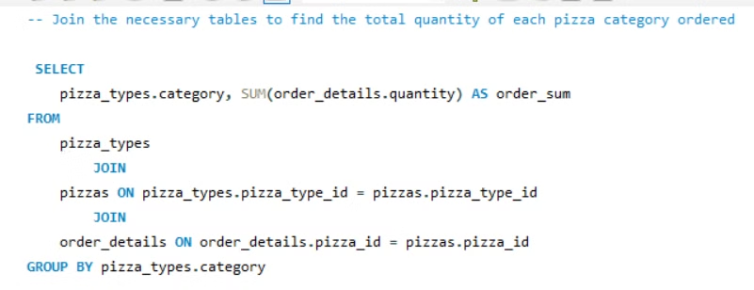 -- Join the necessary tables to find the total quantity of each pizza category ordered
SELECT
pizza_types.category, SUM(order_details.quantity) AS order_sum
FROM
pizza_types
JOIN
pizzas ON pizza_types.pizza_type_id = pizzas.pizza_type_id
JOIN
order_details ON order_details.pizza_id = pizzas.pizza_id
GROUP BY pizza_types.category